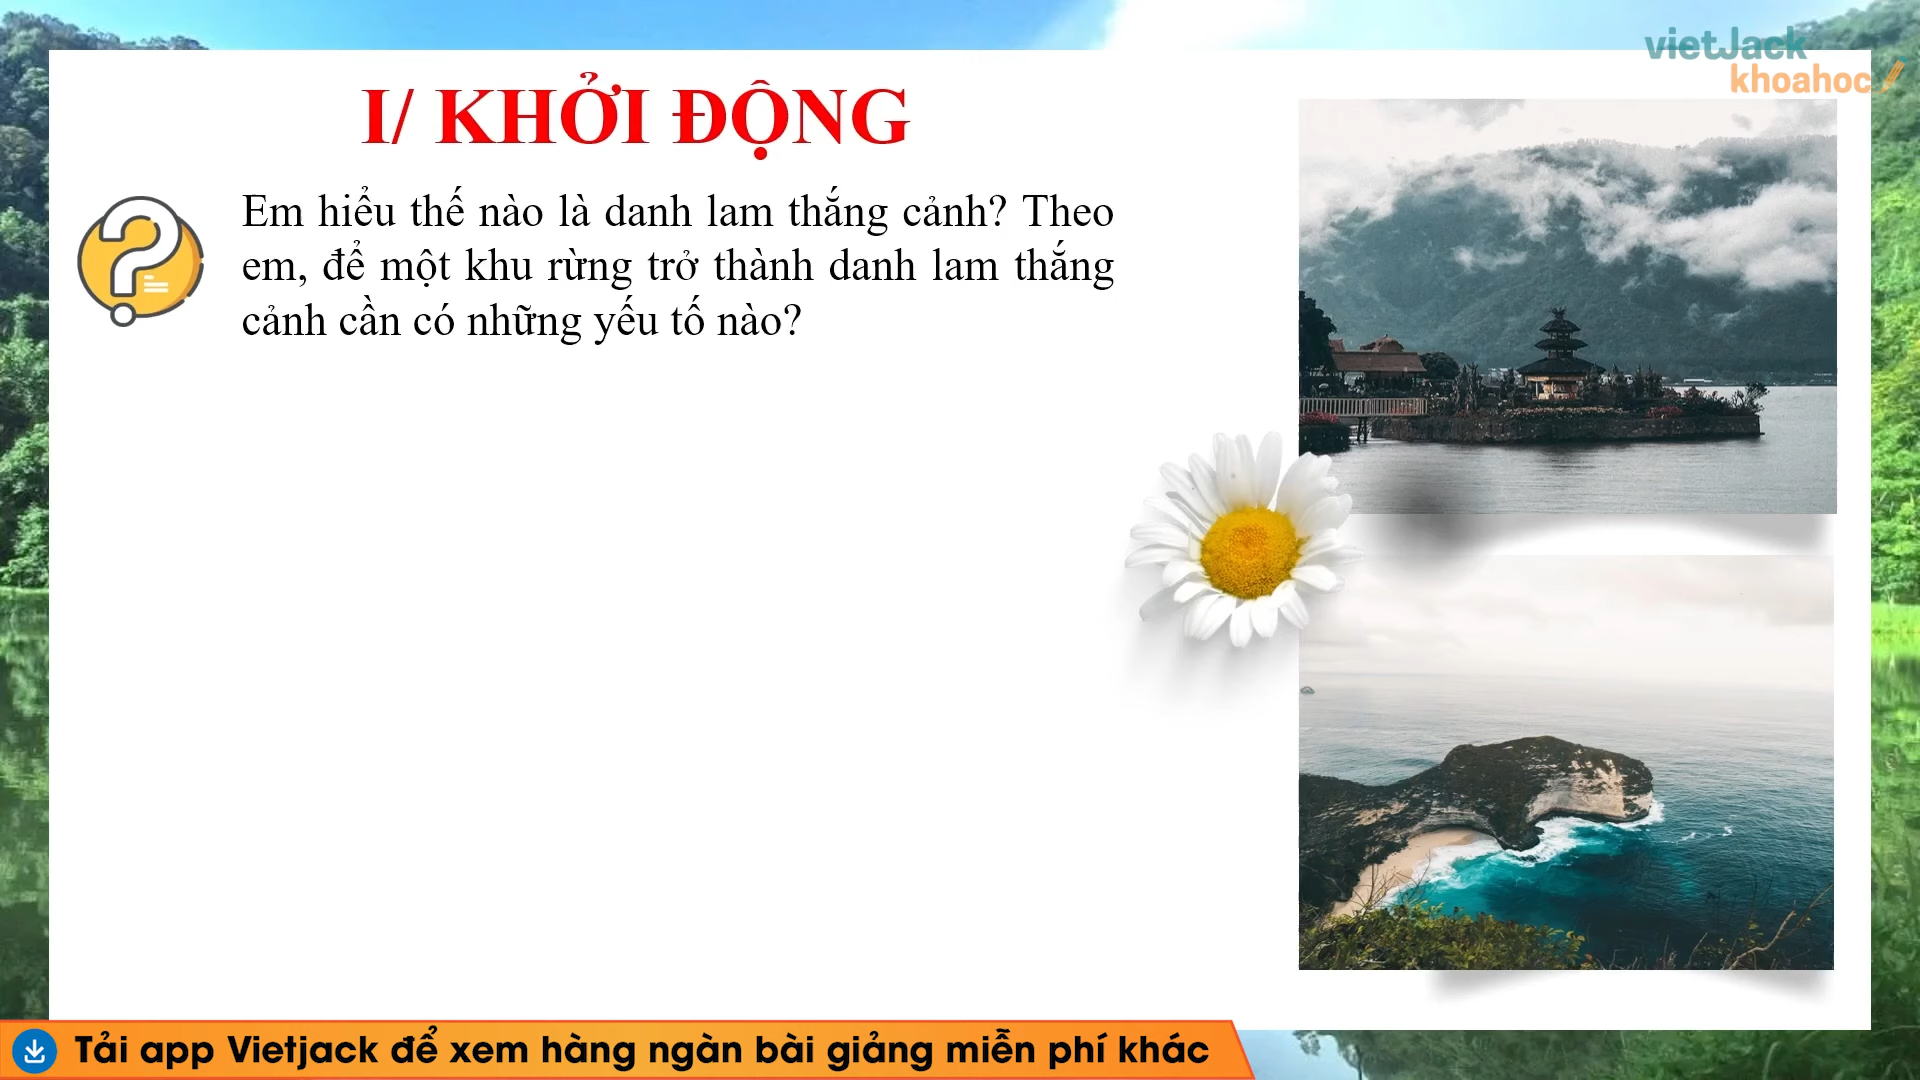 vietJack
khoahoc
I/ KHỞI ĐỘNG
Em hiểu thế nào là danh lam thắng cảnh? Theo
em, để một khu rừng trở thành danh lam thắng
cảnh cần có những yếu tố nào?
Tải app Vietjack để xem hàng ngàn bài giảng miễn phí khác